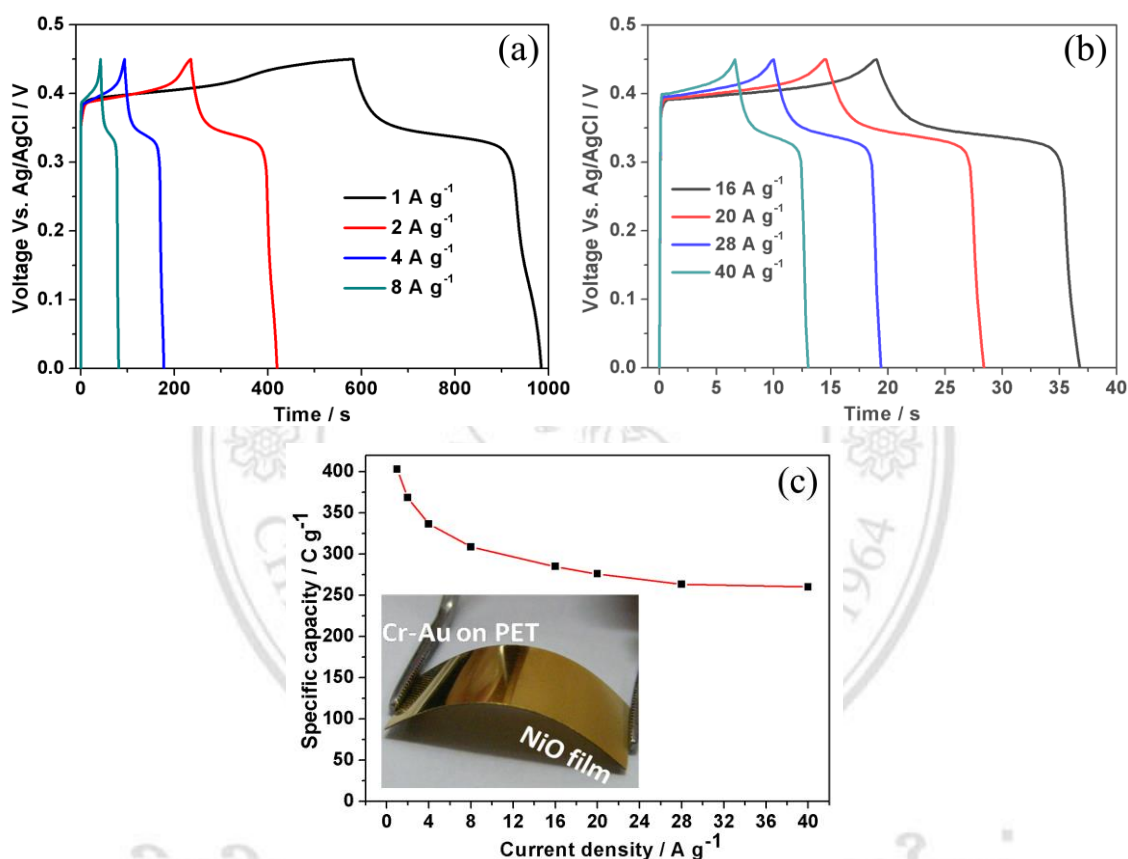 (a)
0.5
0.4
0.3
0.2
0.1
0.0
Voltage Vs. Ag/AgCl / V
1 A g⁻¹
2 A g⁻¹
4 A g⁻¹
8 A g⁻¹
0 200 400 600 800 1000
Time / s
(b)
0.5
0.4
0.3
0.2
0.1
0.0
Voltage Vs. Ag/AgCl / V
16 A g⁻¹
20 A g⁻¹
28 A g⁻¹
40 A g⁻¹
0 5 10 15 20 25 30 35 40
Time / s
(c)
400
350
300
250
200
150
100
50
0
Specific capacity / C g⁻¹
Cr-Au on PET
NiO film
0 4 8 12 16 20 24 28 32 36 40
Current density / A g⁻¹
1964